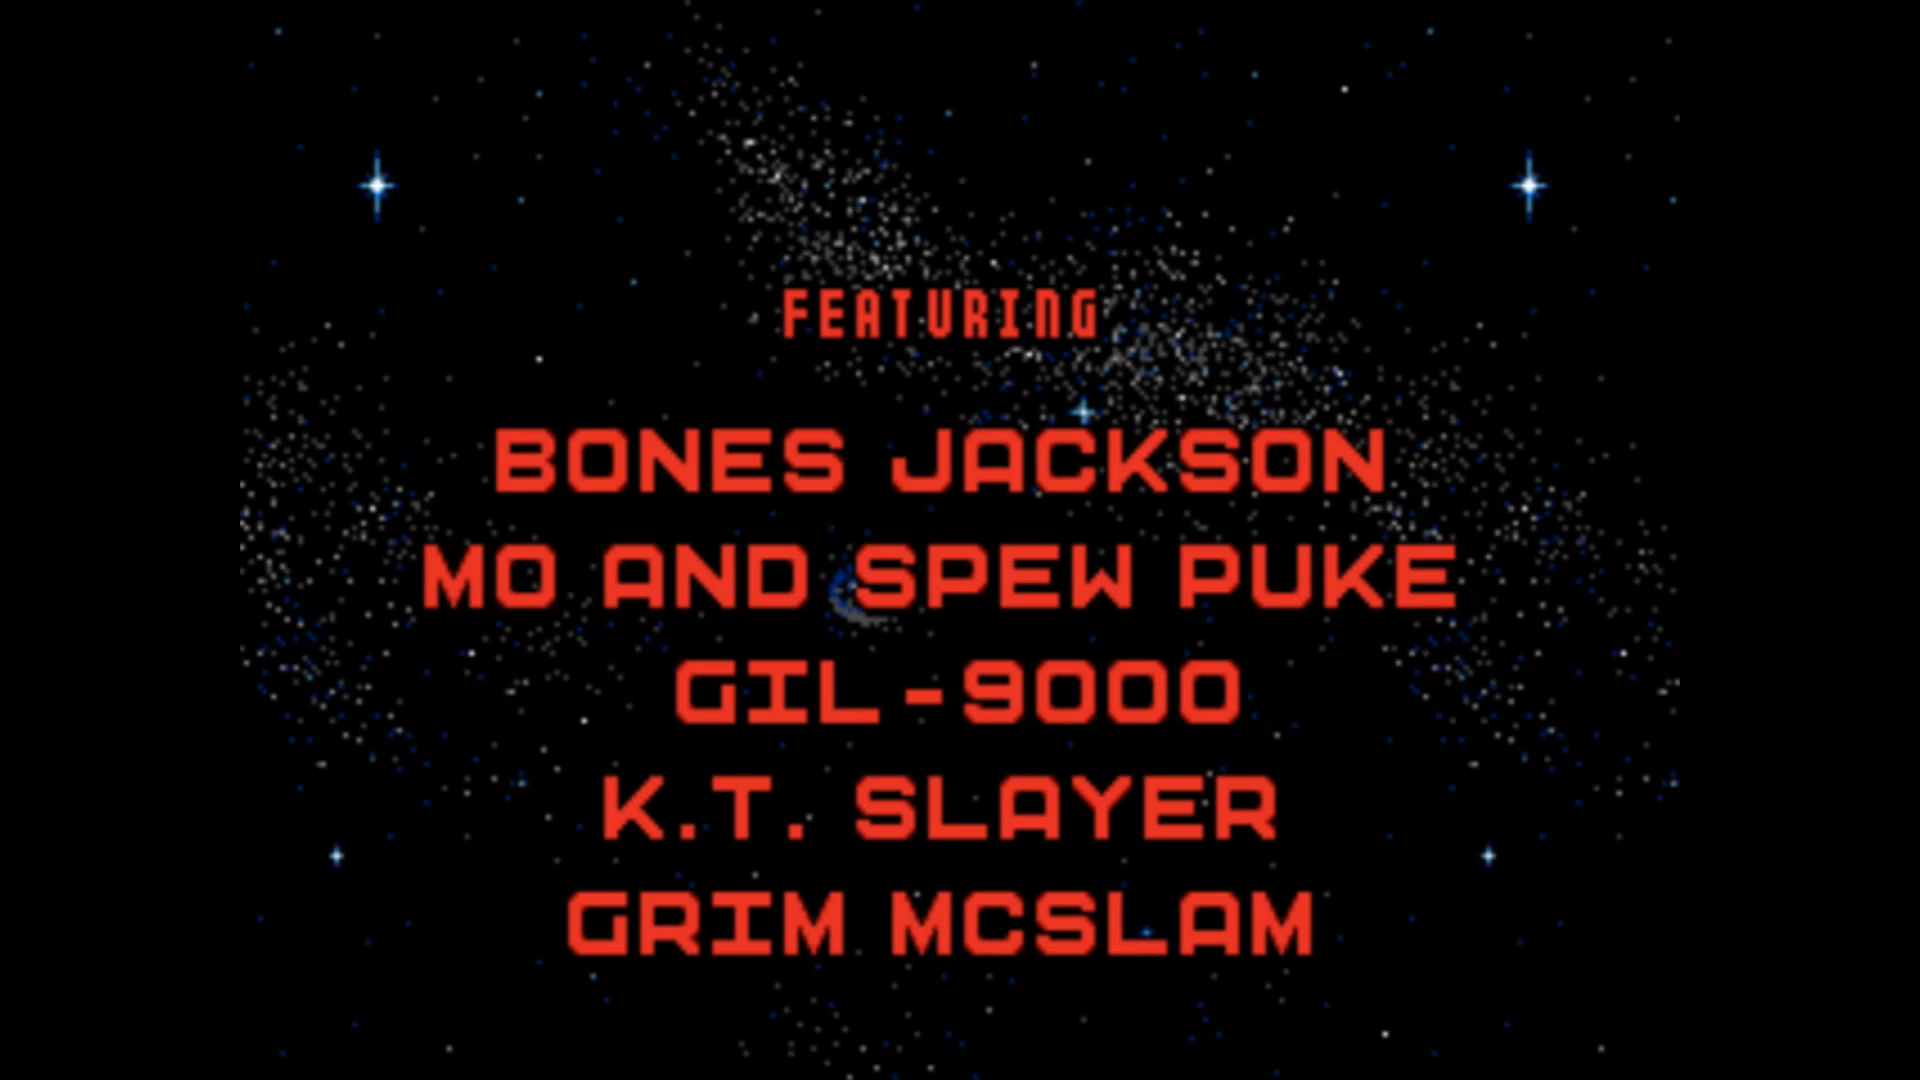 FEATURING
BONES JACKSON
MO AND SPEW PUKE
GIL-9000
K.T. SLAYER
GRIM MCSLAM